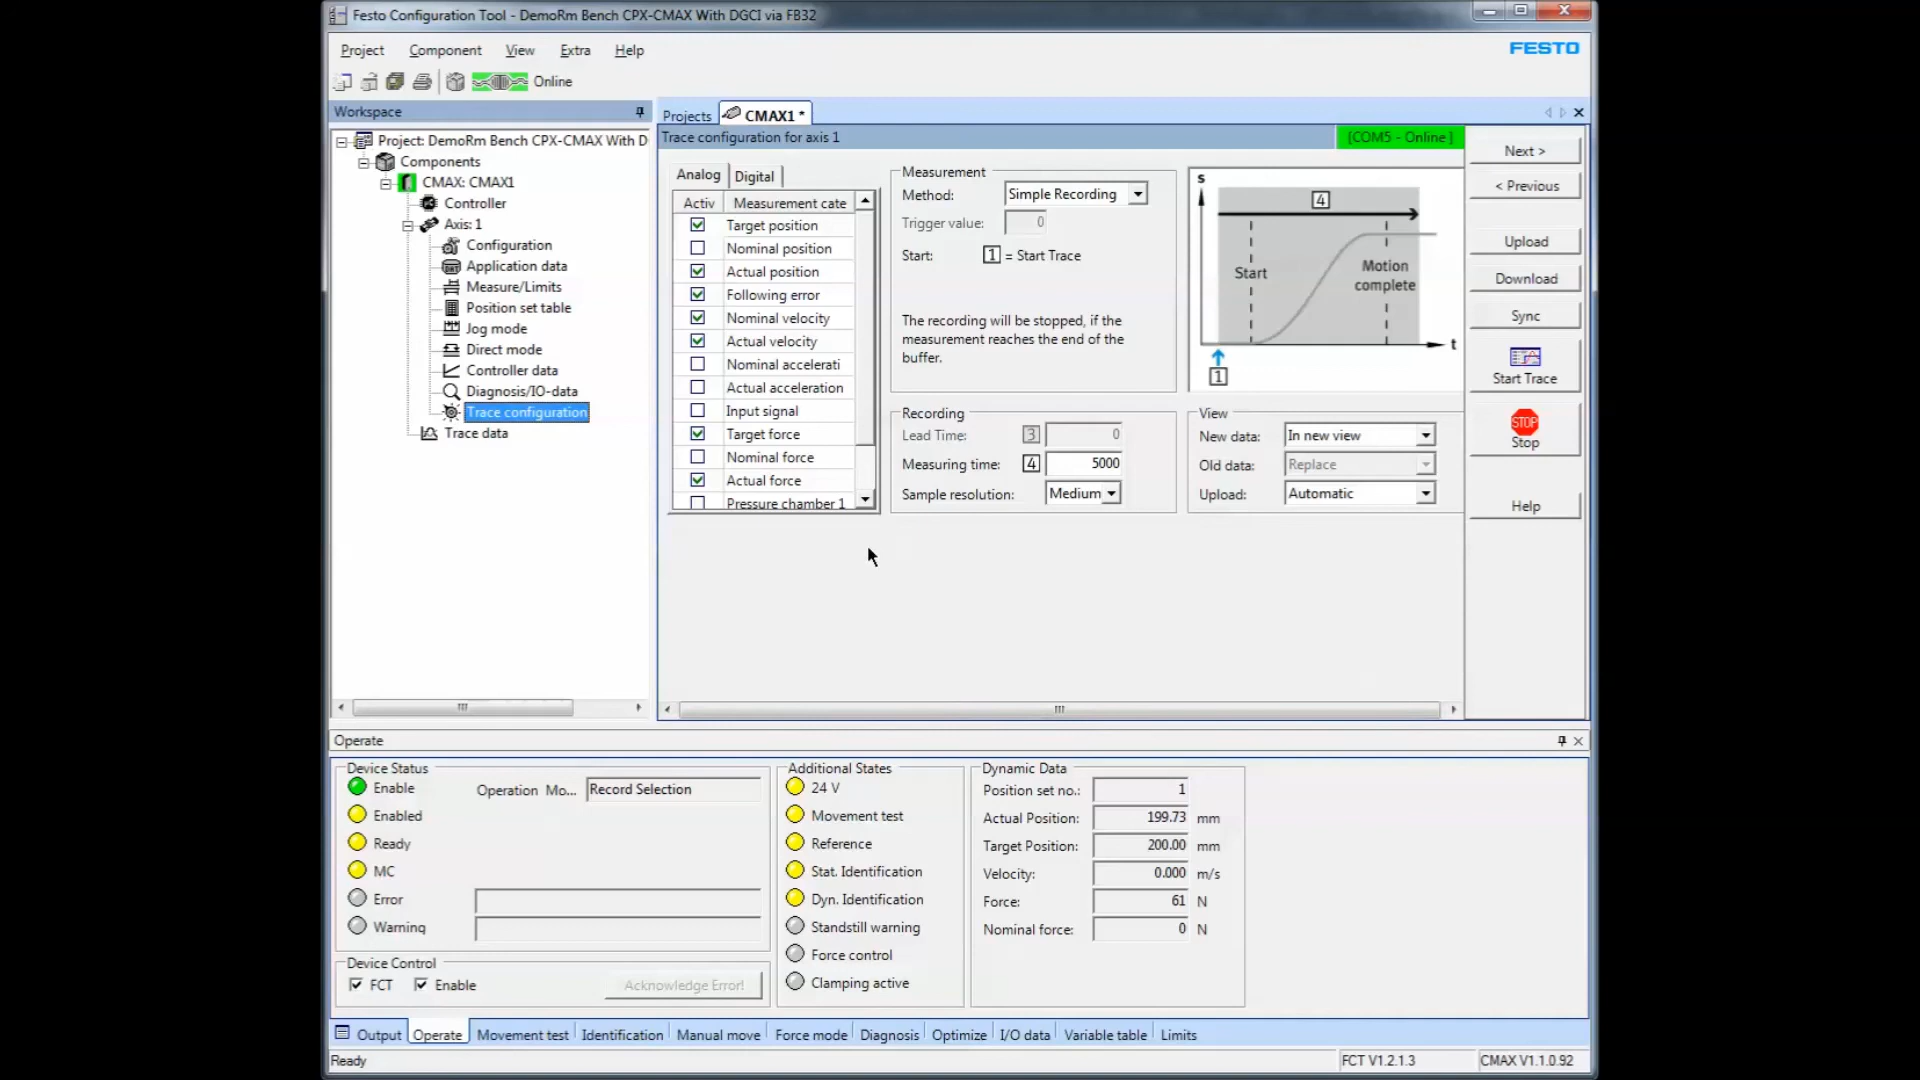 Festo Configuration Tool - DemoRm Bench CPX-CMAX With DGCI via FB32
Project Component View Extra Help
FESTO
Online
Workspace
Project: DemoRm Bench CPX-CMAX With D
Components
CMAX: CMAX1
Controller
Axis: 1
Configuration
Application data
Measure/Limits
Position set table
Jog mode
Direct mode
Controller data
Diagnosis/IO-data
Trace configuration
Trace data
Projects CMAX1 *
Trace configuration for axis 1
[COM5 - Online ]
Analog Digital
Activ Measurement cate
Target position
Nominal position
Actual position
Following error
Nominal velocity
Actual velocity
Nominal accelerati
Actual acceleration
Input signal
Target force
Nominal force
Actual force
Pressure chamber 1
Measurement
Method: Simple Recording
Trigger value: 0
Start: 1 = Start Trace
The recording will be stopped, if the
measurement reaches the end of the
buffer.
s
4
Start
Motion
complete
t
1
Recording
Lead Time: 3 0
Measuring time: 4 5000
Sample resolution: Medium
View
New data: In new view
Old data: Replace
Upload: Automatic
Next >
< Previous
Upload
Download
Sync
Start Trace
STOP
Stop
Help
Operate
Device Status
Enable
Operation Mo... Record Selection
Enabled
Ready
MC
Error
Warning
Device Control
FCT Enable Acknowledge Error!
Additional States
24 V
Movement test
Reference
Stat. Identification
Dyn. Identification
Standstill warning
Force control
Clamping active
Dynamic Data
Position set no.: 1
Actual Position: 199.73 mm
Target Position: 200.00 mm
Velocity: 0.000 m/s
Force: 61 N
Nominal force: 0 N
Output Operate Movement test Identification Manual move Force mode Diagnosis Optimize I/O data Variable table Limits
Ready
FCT V1.2.1.3
CMAX V1.1.0.92